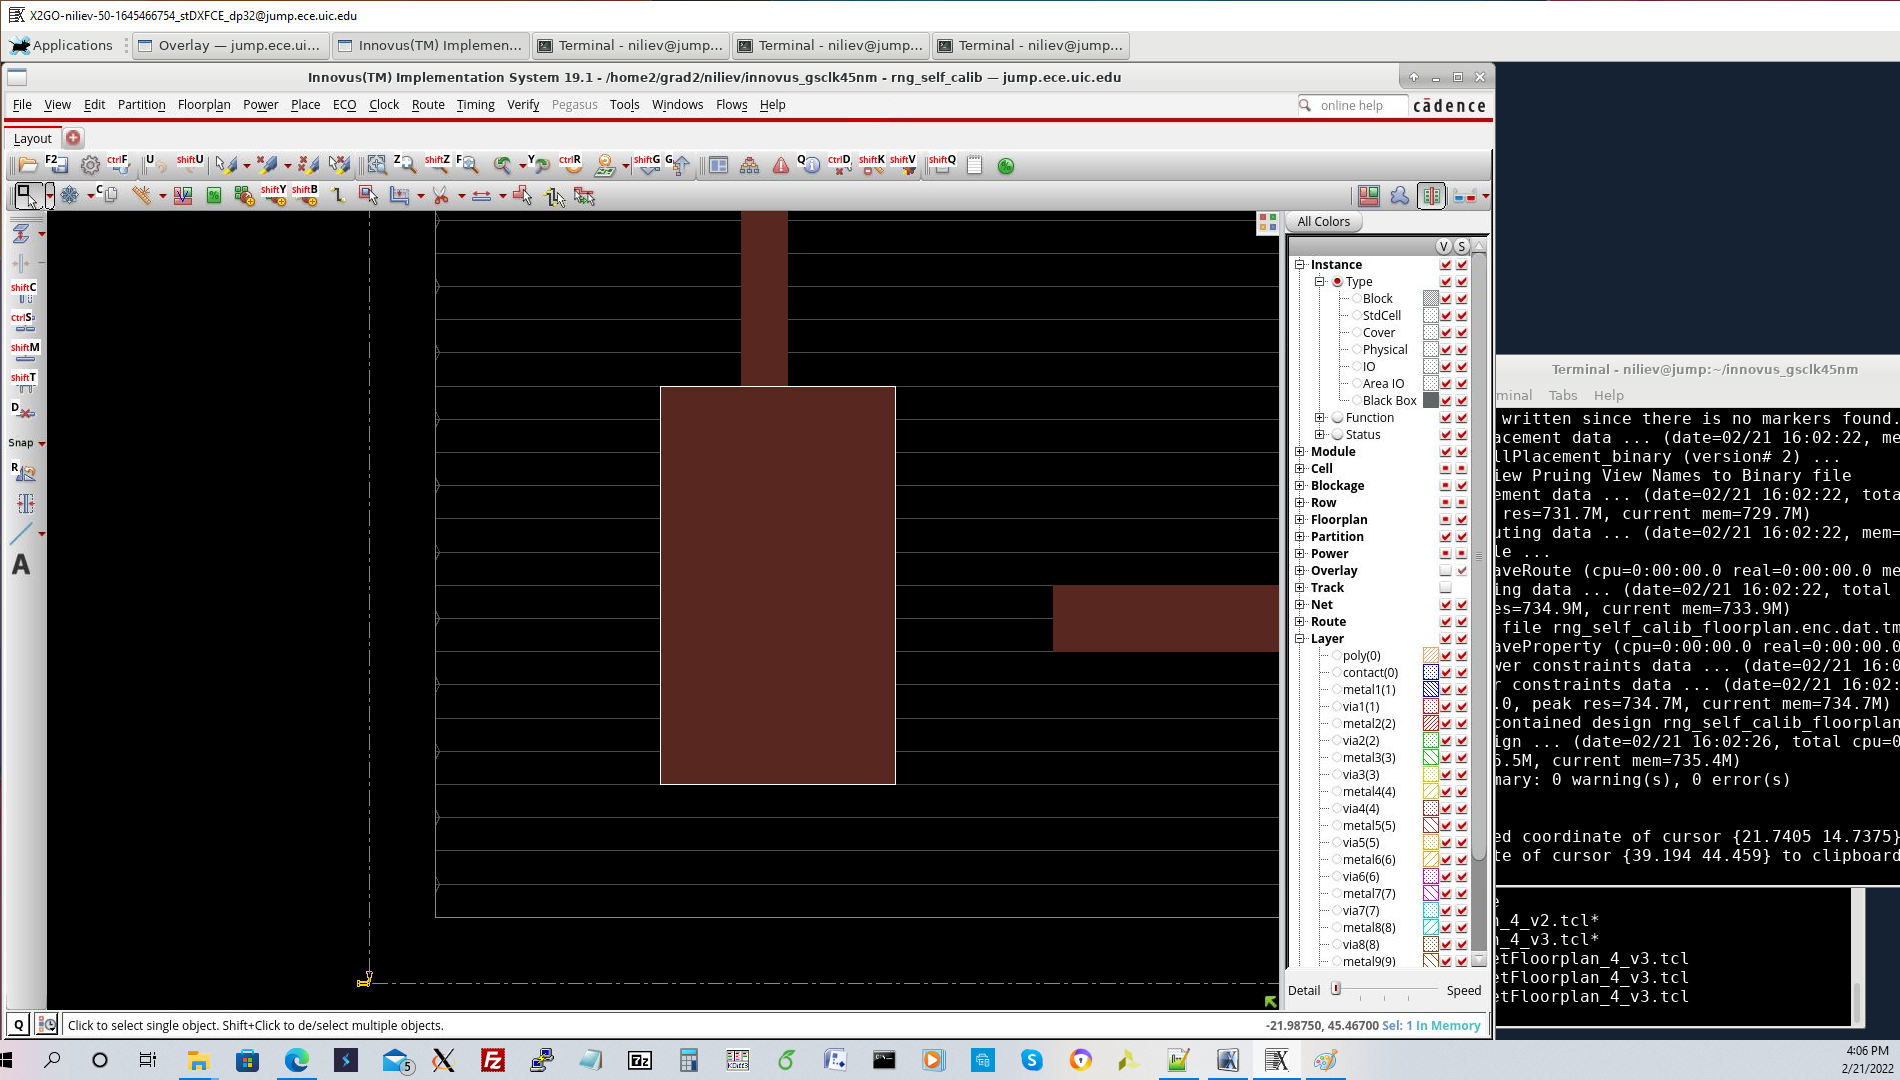 X2GO-niliev-50-1645466754_stDXFCE_dp32@jump.ece.uic.edu
Applications
Overlay — jump.ece.ui...
Innovus(TM) Implemen...
Terminal - niliev@jump...
Terminal - niliev@jump...
Terminal - niliev@jump...
Innovus(TM) Implementation System 19.1 - /home2/grad2/niliev/innovus_gsclk45nm - rng_self_calib — jump.ece.uic.edu
File View Edit Partition Floorplan Power Place ECO Clock Route Timing Verify Pegasus Tools Windows Flows Help
online help
cādence
Layout
F2 CtrlF U ShiftU Z ShiftZ F Y CtrlR ShiftG G Q CtrlD ShiftK ShiftV ShiftQ
C ShiftY ShiftB
ShiftC
CtrlS
ShiftM
ShiftT
D
Snap
R
A
All Colors
V S
Instance
Type
Block
StdCell
Cover
Physical
IO
Area IO
Black Box
Function
Status
Module
Cell
Blockage
Row
Floorplan
Partition
Power
Overlay
Track
Net
Route
Layer
poly(0)
contact(0)
metal1(1)
via1(1)
metal2(2)
via2(2)
metal3(3)
via3(3)
metal4(4)
via4(4)
metal5(5)
via5(5)
metal6(6)
via6(6)
metal7(7)
via7(7)
metal8(8)
via8(8)
metal9(9)
Detail Speed
Q
Click to select single object. Shift+Click to de/select multiple objects.
-21.98750, 45.46700 Sel: 1 In Memory
Terminal - niliev@jump:~/innovus_gsclk45nm
minal Tabs Help
written since there is no markers found.
acement data ... (date=02/21 16:02:22, me
llPlacement_binary (version# 2) ...
iew Pruing View Names to Binary file
ement data ... (date=02/21 16:02:22, tota
res=731.7M, current mem=729.7M)
uting data ... (date=02/21 16:02:22, mem=
le ...
aveRoute (cpu=0:00:00.0 real=0:00:00.0 me
ing data ... (date=02/21 16:02:22, total
es=734.9M, current mem=733.9M)
file rng_self_calib_floorplan.enc.dat.tm
aveProperty (cpu=0:00:00.0 real=0:00:00.0
wer constraints data ... (date=02/21 16:0
r constraints data ... (date=02/21 16:02:
.0, peak res=734.7M, current mem=734.7M)
contained design rng_self_calib_floorplan
ign ... (date=02/21 16:02:26, total cpu=0
5.5M, current mem=735.4M)
mary: 0 warning(s), 0 error(s)
ed coordinate of cursor {21.7405 14.7375}
te of cursor {39.194 44.459} to clipboard
e
n_4_v2.tcl*
n_4_v3.tcl*
etFloorplan_4_v3.tcl
etFloorplan_4_v3.tcl
etFloorplan_4_v3.tcl
5
7z
4:06 PM
2/21/2022